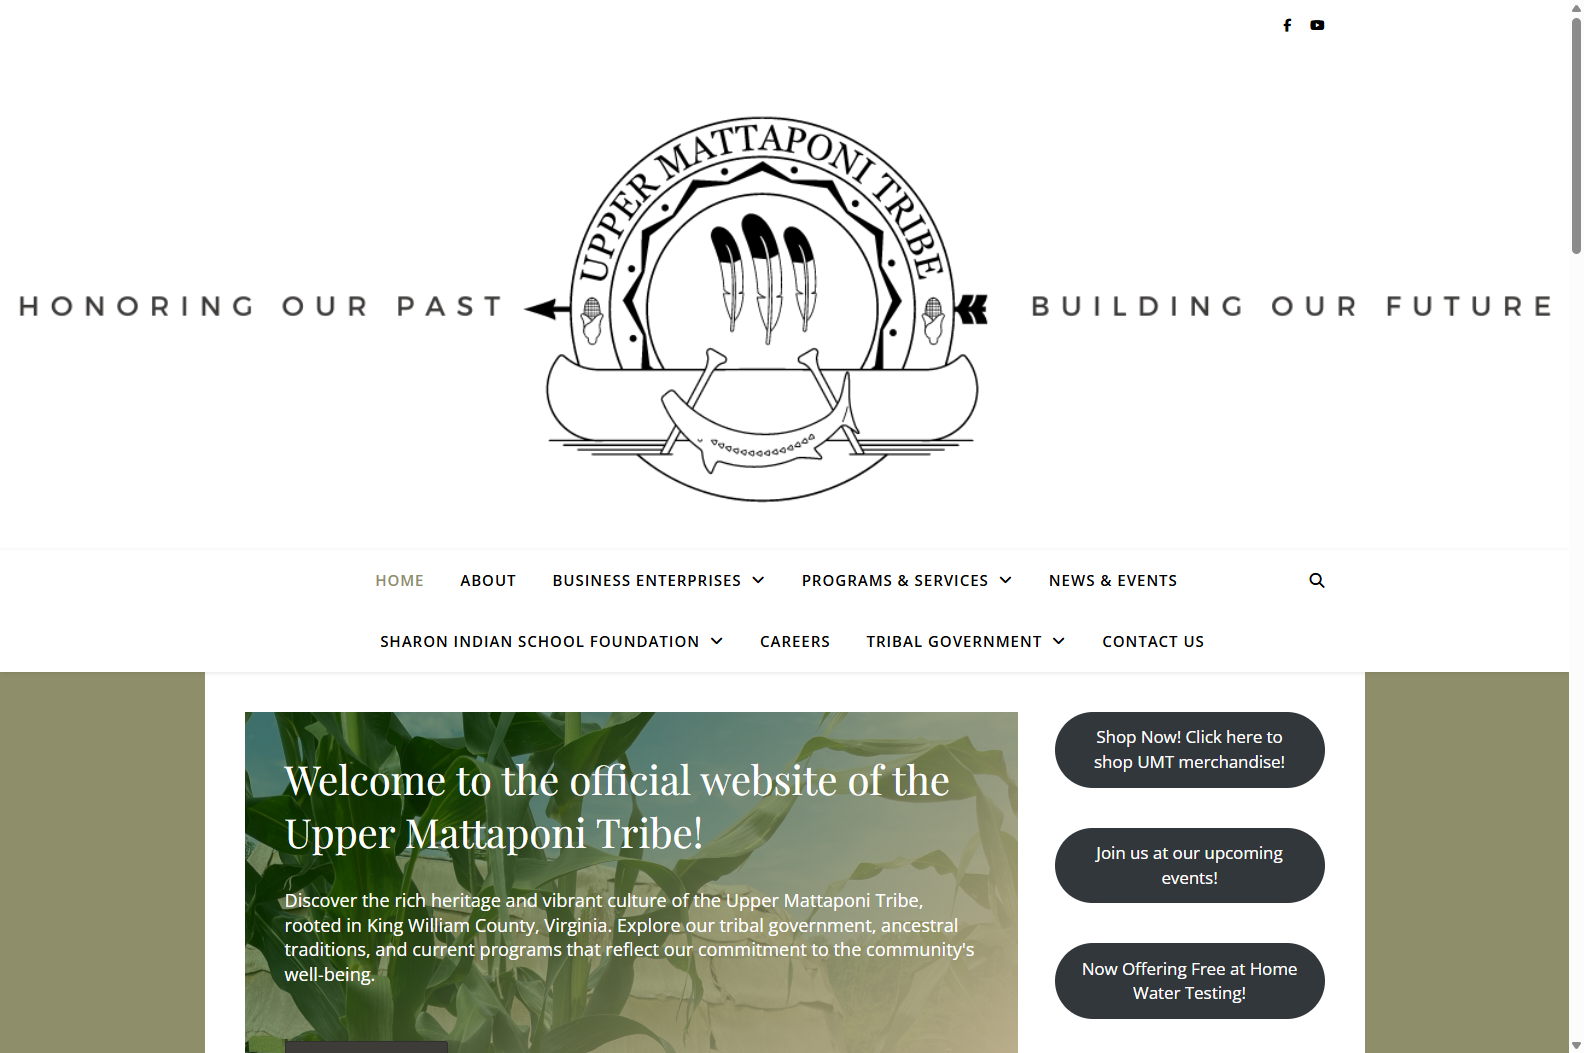 UPPER MATTAPONI TRIBE
HONORING OUR PAST
BUILDING OUR FUTURE
HOME
ABOUT
BUSINESS ENTERPRISES
PROGRAMS & SERVICES
NEWS & EVENTS
SHARON INDIAN SCHOOL FOUNDATION
CAREERS
TRIBAL GOVERNMENT
CONTACT US
Welcome to the official website of the
Upper Mattaponi Tribe!
Discover the rich heritage and vibrant culture of the Upper Mattaponi Tribe,
rooted in King William County, Virginia. Explore our tribal government, ancestral
traditions, and current programs that reflect our commitment to the community's
well-being.
Shop Now! Click here to
shop UMT merchandise!
Join us at our upcoming
events!
Now Offering Free at Home
Water Testing!